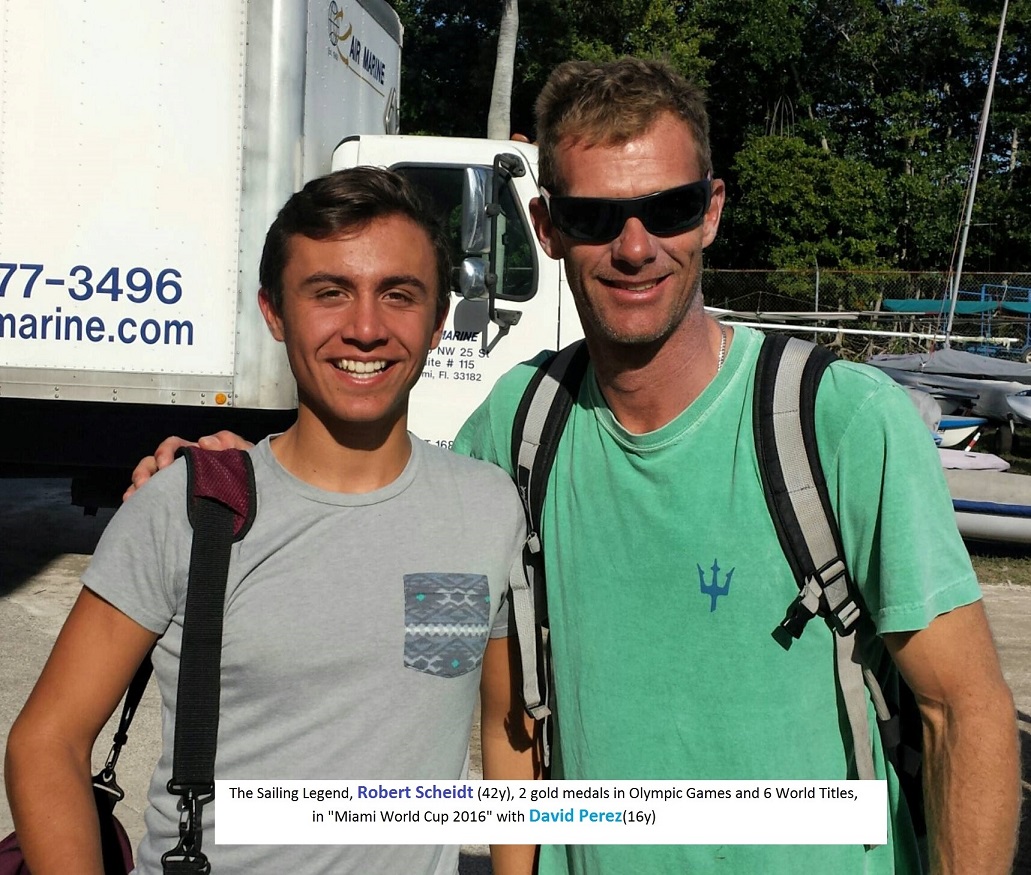 AIR MARINE
77-3496
marine.com
MARINE
NW 25 St
ite # 115
mi, Fl. 33182
T 168
The Sailing Legend, Robert Scheidt (42y), 2 gold medals in Olympic Games and 6 World Titles,
in "Miami World Cup 2016" with David Perez(16y)